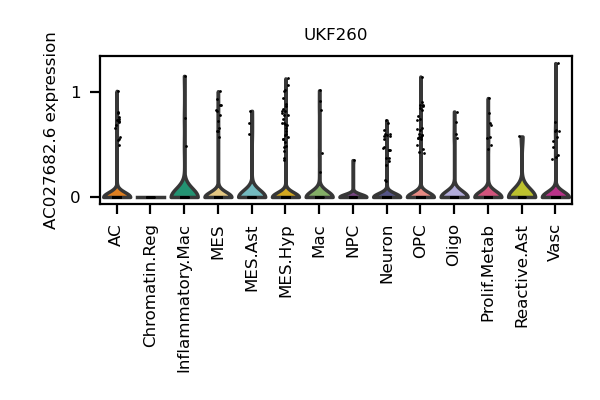 UKF260
AC027682.6 expression
1
0
AC
Chromatin.Reg
Inflammatory.Mac
MES
MES.Ast
MES.Hyp
Mac
NPC
Neuron
OPC
Oligo
Prolif.Metab
Reactive.Ast
Vasc